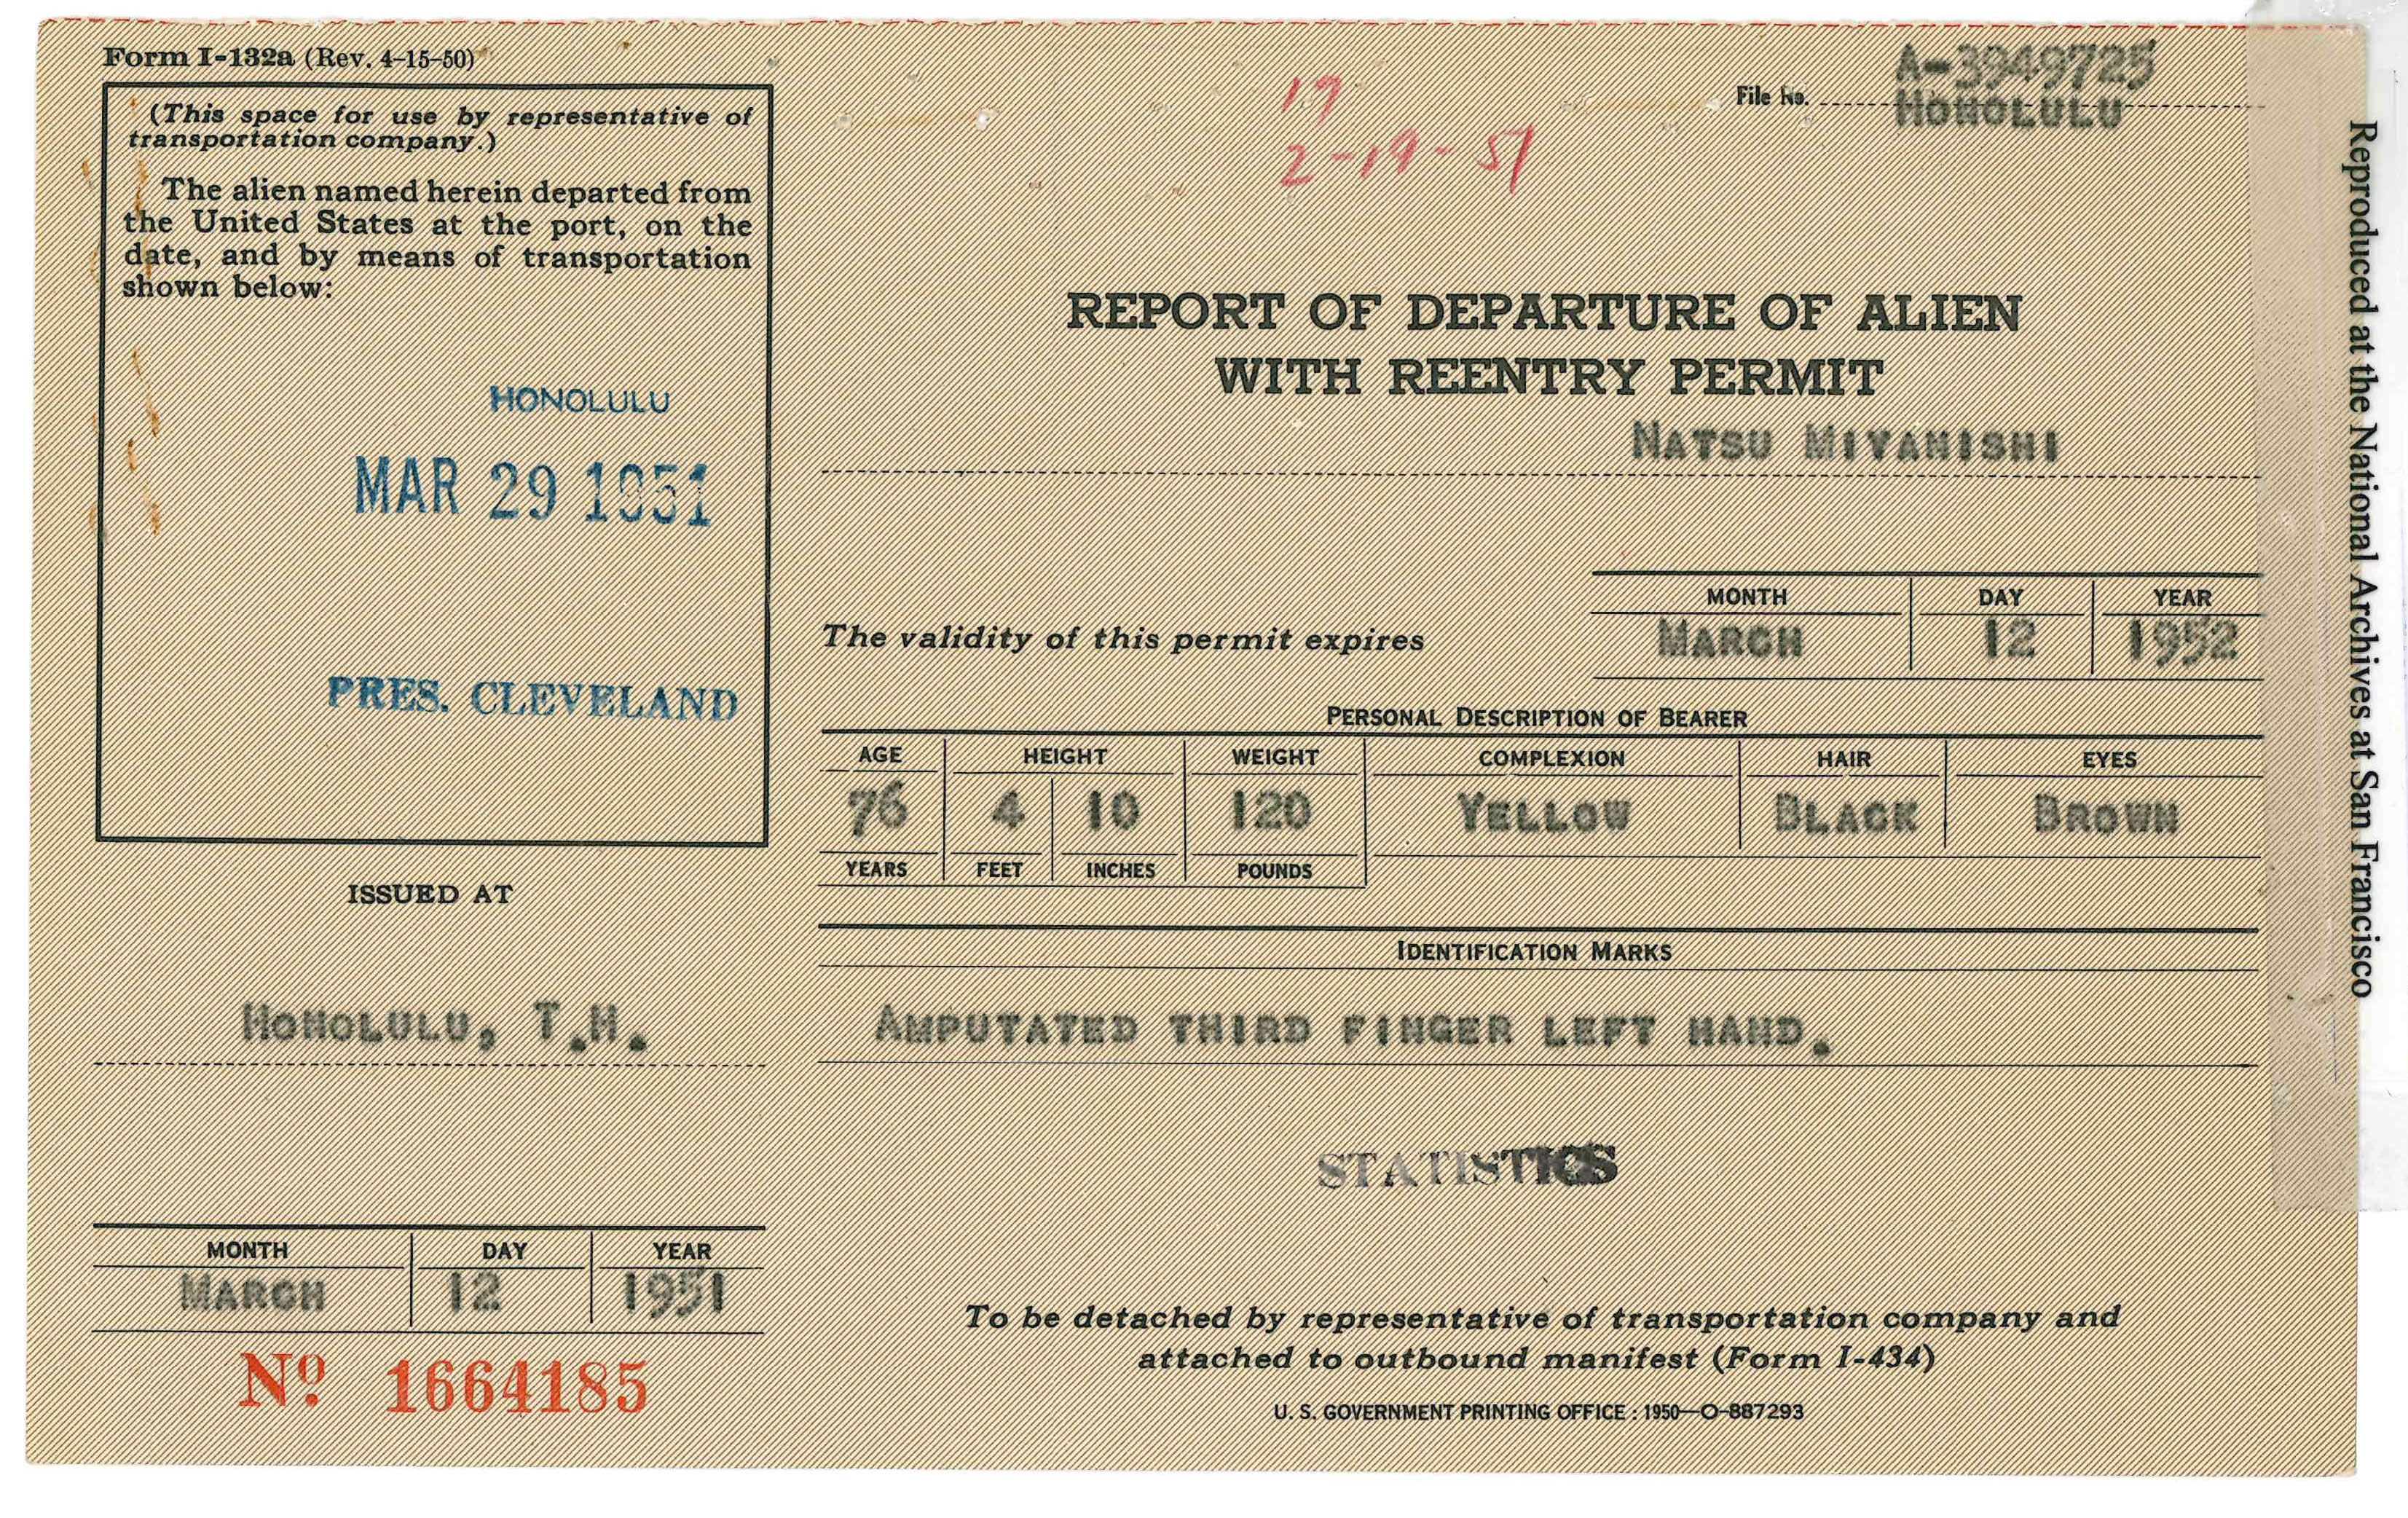 Form I-132a (Rev. 4-15-50)
(This space for use by representative of
transportation company.)
The alien named herein departed from
the United States at the port, on the
date, and by means of transportation
shown below:
HONOLULU
MAR 29 1951
PRES. CLEVELAND
ISSUED AT
HONOLULU, T.H.
MONTH DAY YEAR
MARCH 12 1951
Nº 1664185
19
2-19-51
File No. A-3949725
HONOLULU
REPORT OF DEPARTURE OF ALIEN
WITH REENTRY PERMIT
NATSU MIYANISHI
MONTH DAY YEAR
The validity of this permit expires MARCH 12 1952
PERSONAL DESCRIPTION OF BEARER
AGE HEIGHT WEIGHT COMPLEXION HAIR EYES
76 4 10 120 YELLOW BLACK BROWN
YEARS FEET INCHES POUNDS
IDENTIFICATION MARKS
AMPUTATED THIRD FINGER LEFT HAND.
STATISTICS
To be detached by representative of transportation company and
attached to outbound manifest (Form I-434)
U. S. GOVERNMENT PRINTING OFFICE : 1950—O-887293
Reproduced at the National Archives at San Francisco